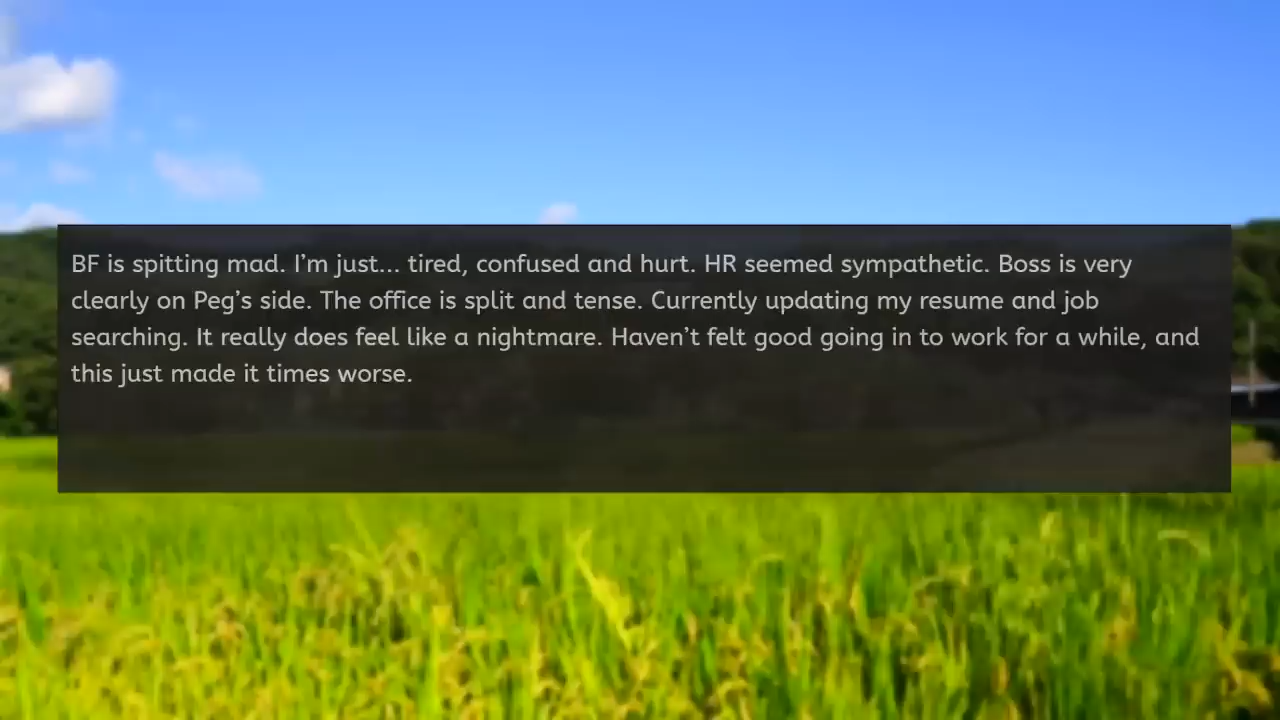 BF is spitting mad. I'm just... tired, confused and hurt. HR seemed sympathetic. Boss is very
clearly on Peg's side. The office is split and tense. Currently updating my resume and job
searching. It really does feel like a nightmare. Haven't felt good going in to work for a while, and
this just made it times worse.